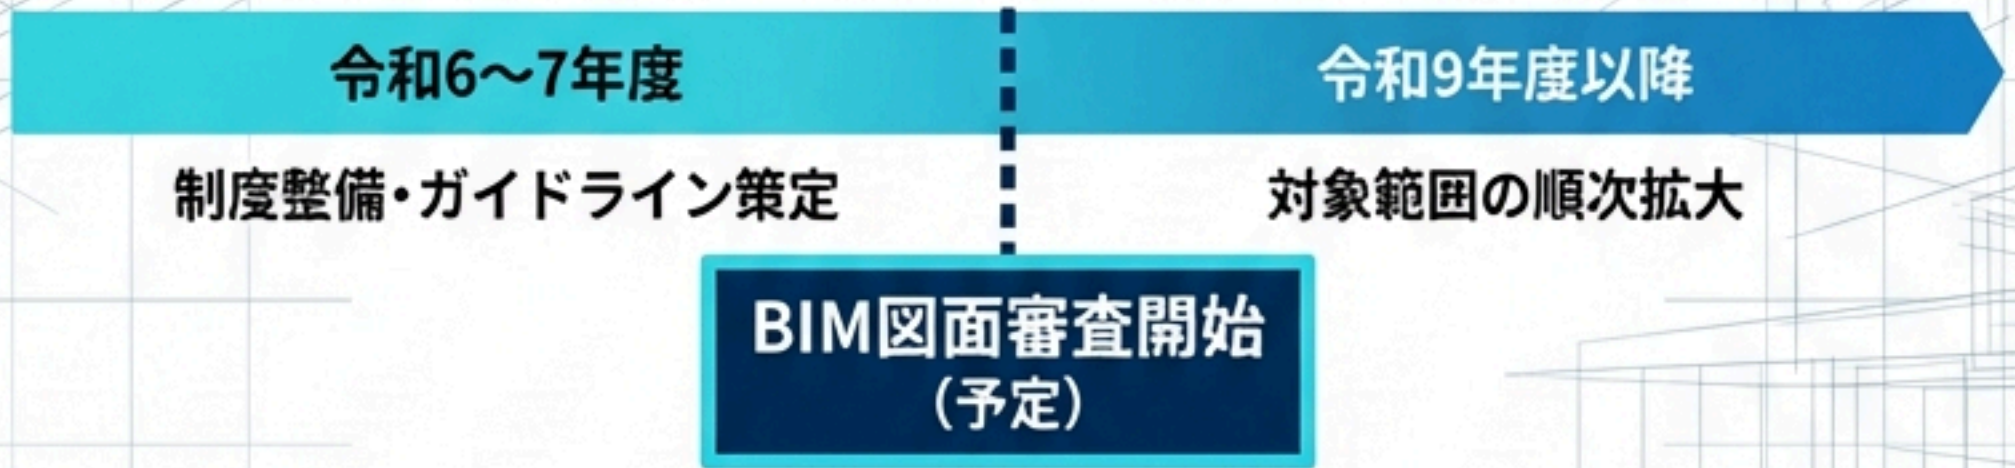 令和6～7年度
令和9年度以降
制度整備・ガイドライン策定
対象範囲の順次拡大
BIM図面審査開始
（予定）